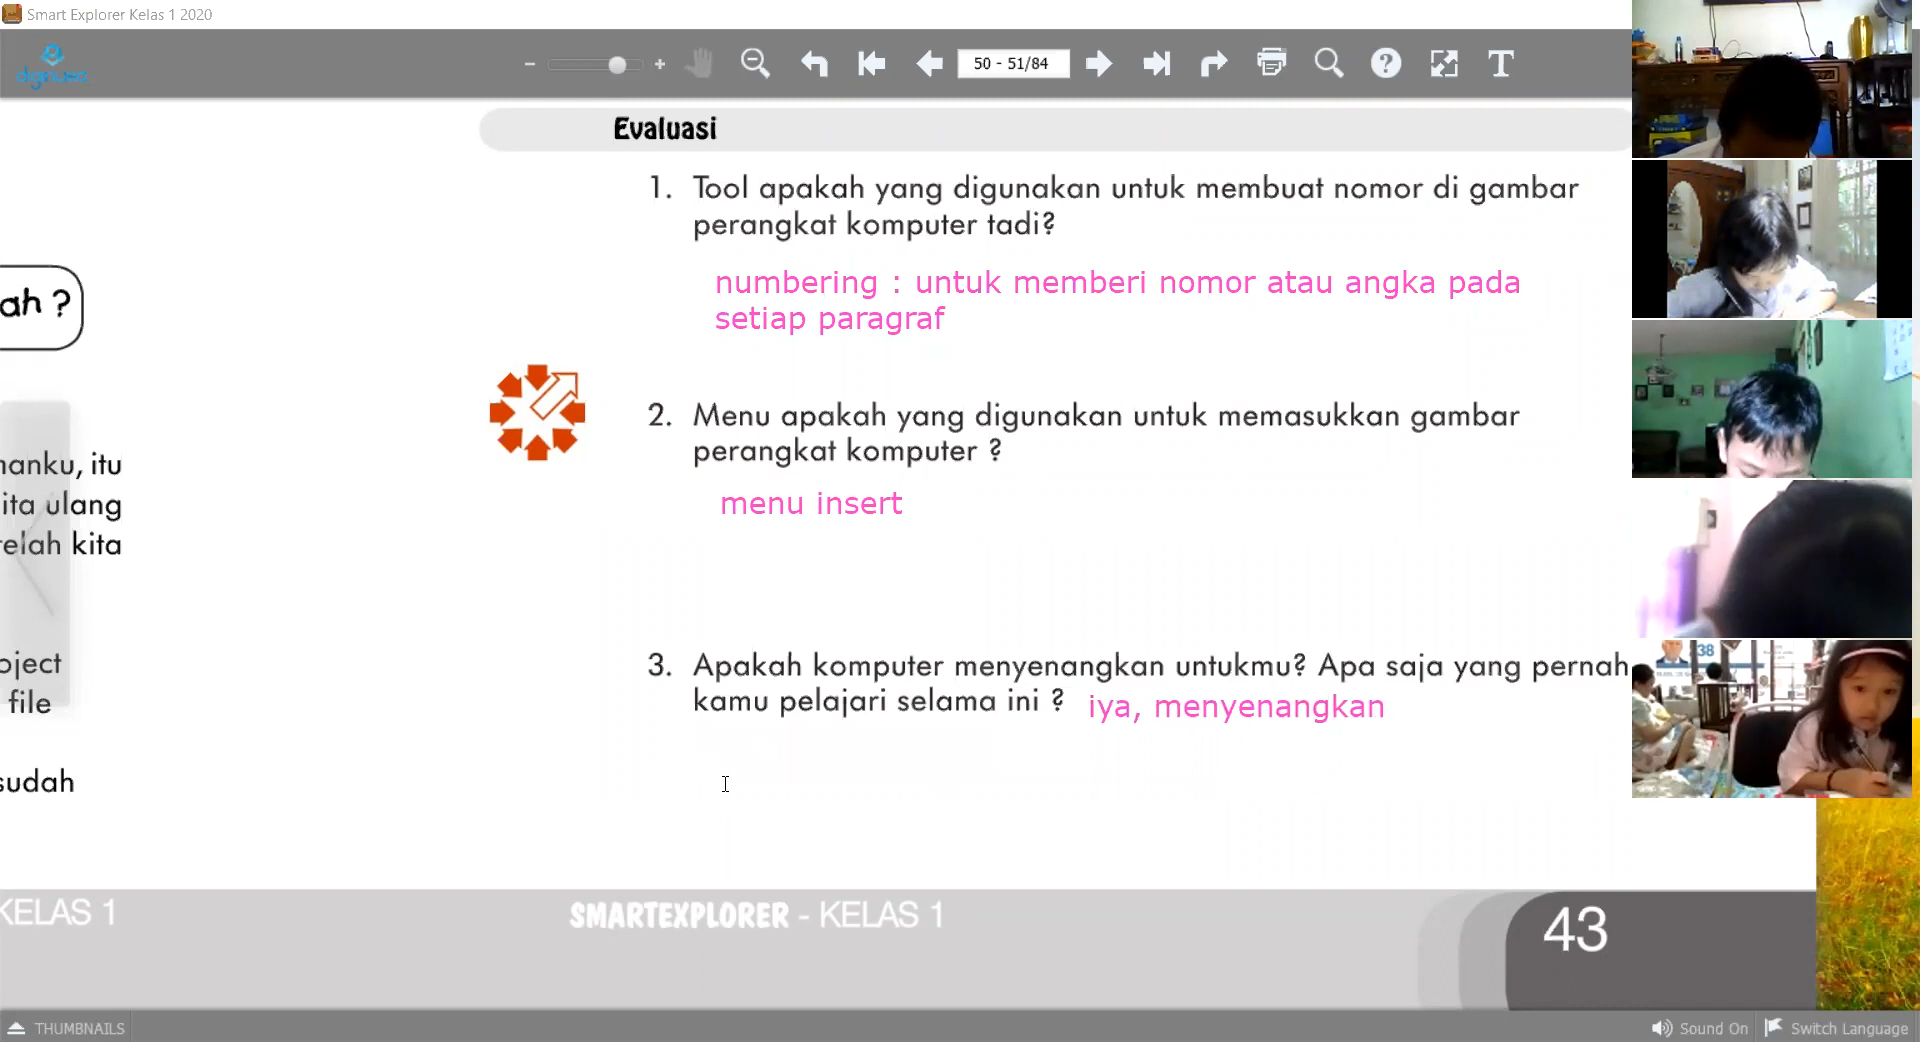 Smart Explorer Kelas 1 2020
diginusa
50 - 51/84
T
Evaluasi
1. Tool apakah yang digunakan untuk membuat nomor di gambar
perangkat komputer tadi?
numbering : untuk memberi nomor atau angka pada
setiap paragraf
ah ?
2. Menu apakah yang digunakan untuk memasukkan gambar
perangkat komputer ?
menu insert
itu
ita ulang
kita
3. Apakah komputer menyenangkan untukmu? Apa saja yang pernah
kamu pelajari selama ini ? iya, menyenangkan
file
sudah
38
KELAS 1
SMARTEXPLORER - KELAS 1
43
THUMBNAILS
Sound On
Switch Language